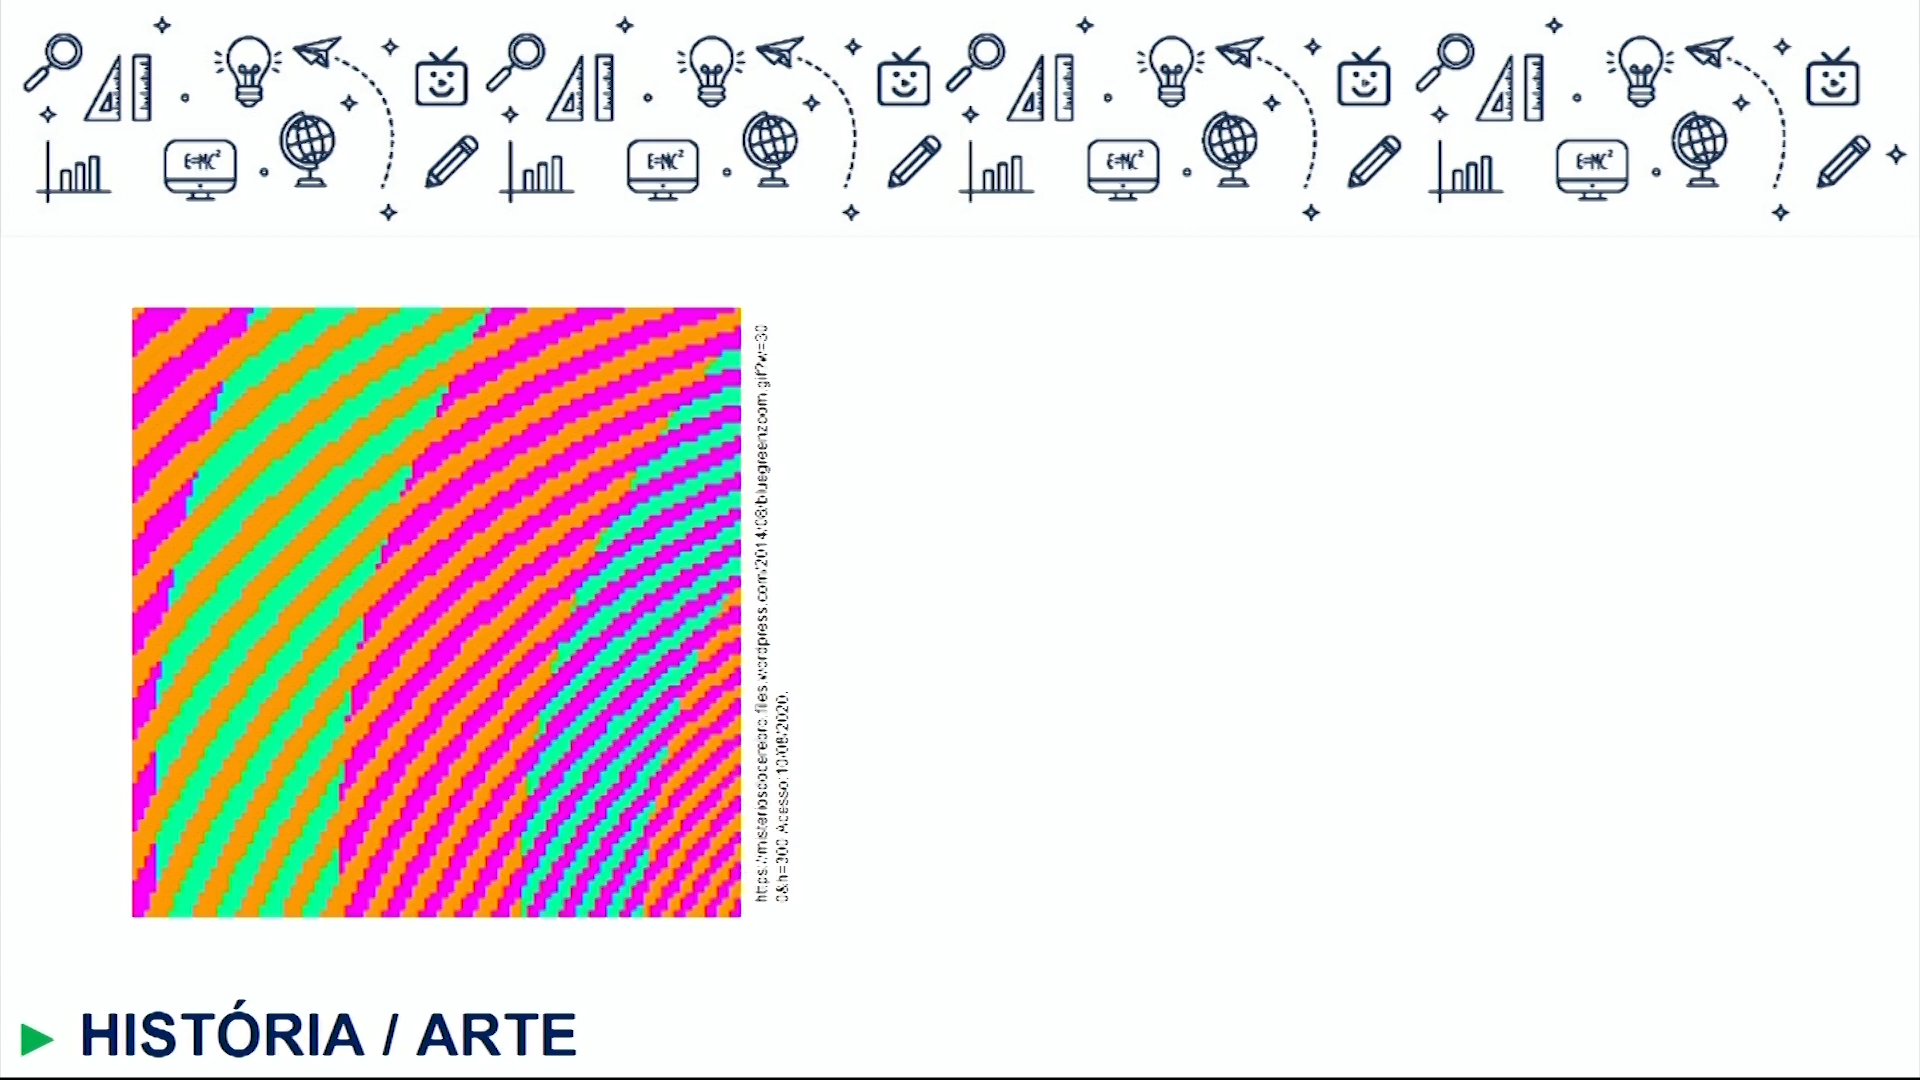 E=MC²
E=MC²
E=MC²
E=MC²
https://misteriosdocerebro.files.wordpress.com/2014/08/bluegreenzoom.gif?w=30
0&h=300 Acesso:10/08/2020.
HISTÓRIA / ARTE